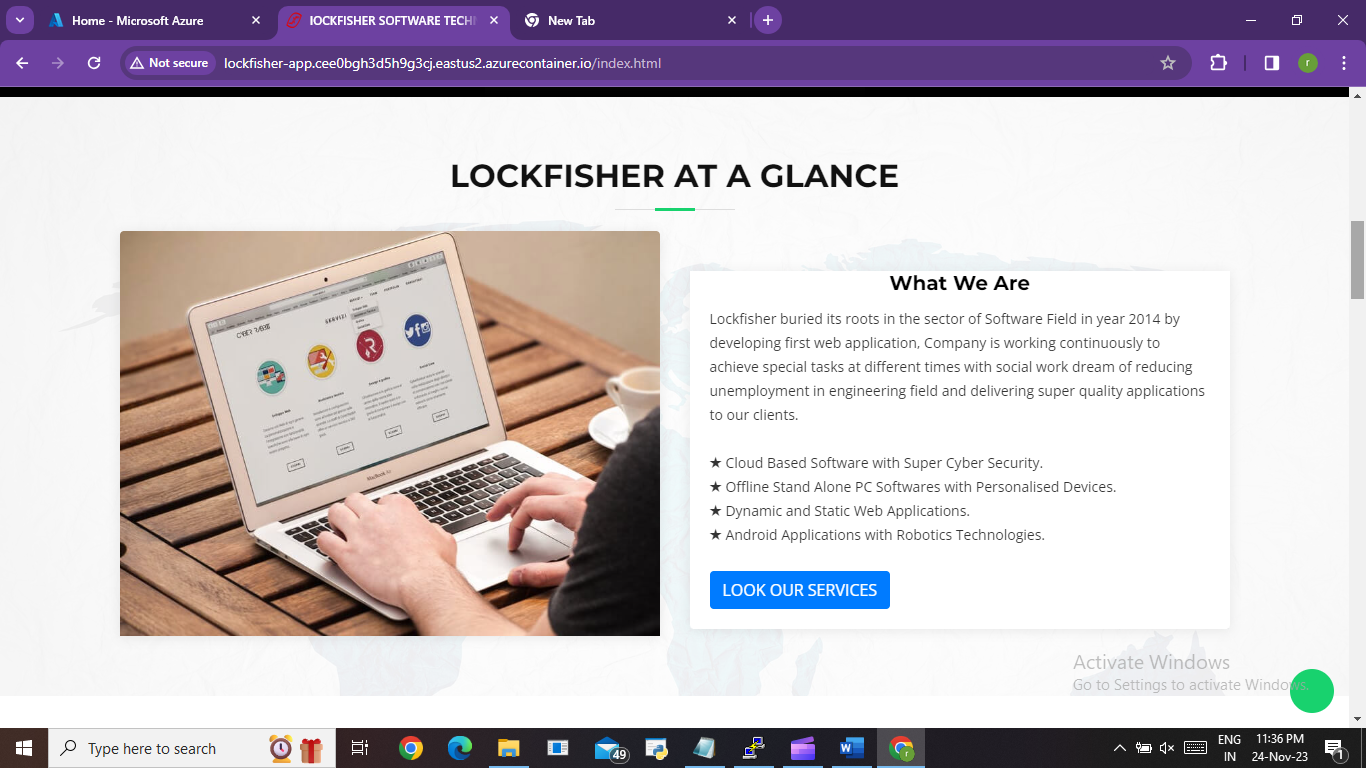 Home - Microsoft Azure
lOCKFISHER SOFTWARE TECH
New Tab
Not secure
lockfisher-app.cee0bgh3d5h9g3cj.eastus2.azurecontainer.io/index.html
r
LOCKFISHER AT A GLANCE
CYBER RABBIT
SERVIZI
MacBook Air
What We Are
Lockfisher buried its roots in the sector of Software Field in year 2014 by
developing first web application, Company is working continuously to
achieve special tasks at different times with social work dream of reducing
unemployment in engineering field and delivering super quality applications
to our clients.
★ Cloud Based Software with Super Cyber Security.
★ Offline Stand Alone PC Softwares with Personalised Devices.
★ Dynamic and Static Web Applications.
★ Android Applications with Robotics Technologies.
LOOK OUR SERVICES
Activate Windows
Go to Settings to activate Windows.
Type here to search
49
W
r
ENG
IN
11:36 PM
24-Nov-23
1